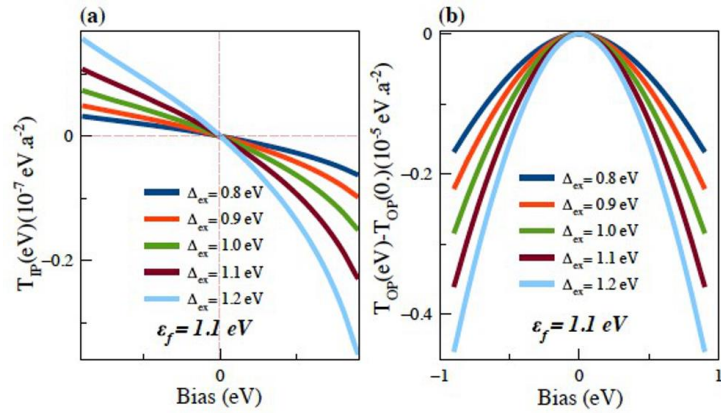 (a)
T_IP(eV)(10⁻⁷ eV.a⁻²)
0
−0.2
Δ_ex= 0.8 eV
Δ_ex= 0.9 eV
Δ_ex= 1.0 eV
Δ_ex= 1.1 eV
Δ_ex= 1.2 eV
ε_f = 1.1 eV
0
Bias (eV)
(b)
T_OP(eV)-T_OP(0.)(10⁻⁵ eV.a⁻²)
−0
−0.2
−0.4
Δ_ex= 0.8 eV
Δ_ex= 0.9 eV
Δ_ex= 1.0 eV
Δ_ex= 1.1 eV
Δ_ex= 1.2 eV
ε_f = 1.1 eV
−1 0 1
Bias (eV)